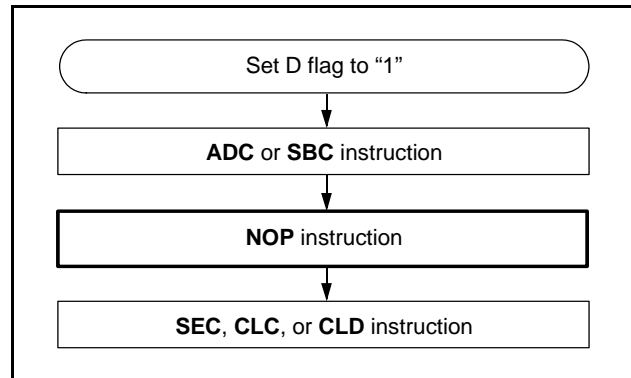 Set D flag to “1”
ADC or SBC instruction
NOP instruction
SEC, CLC, or CLD instruction